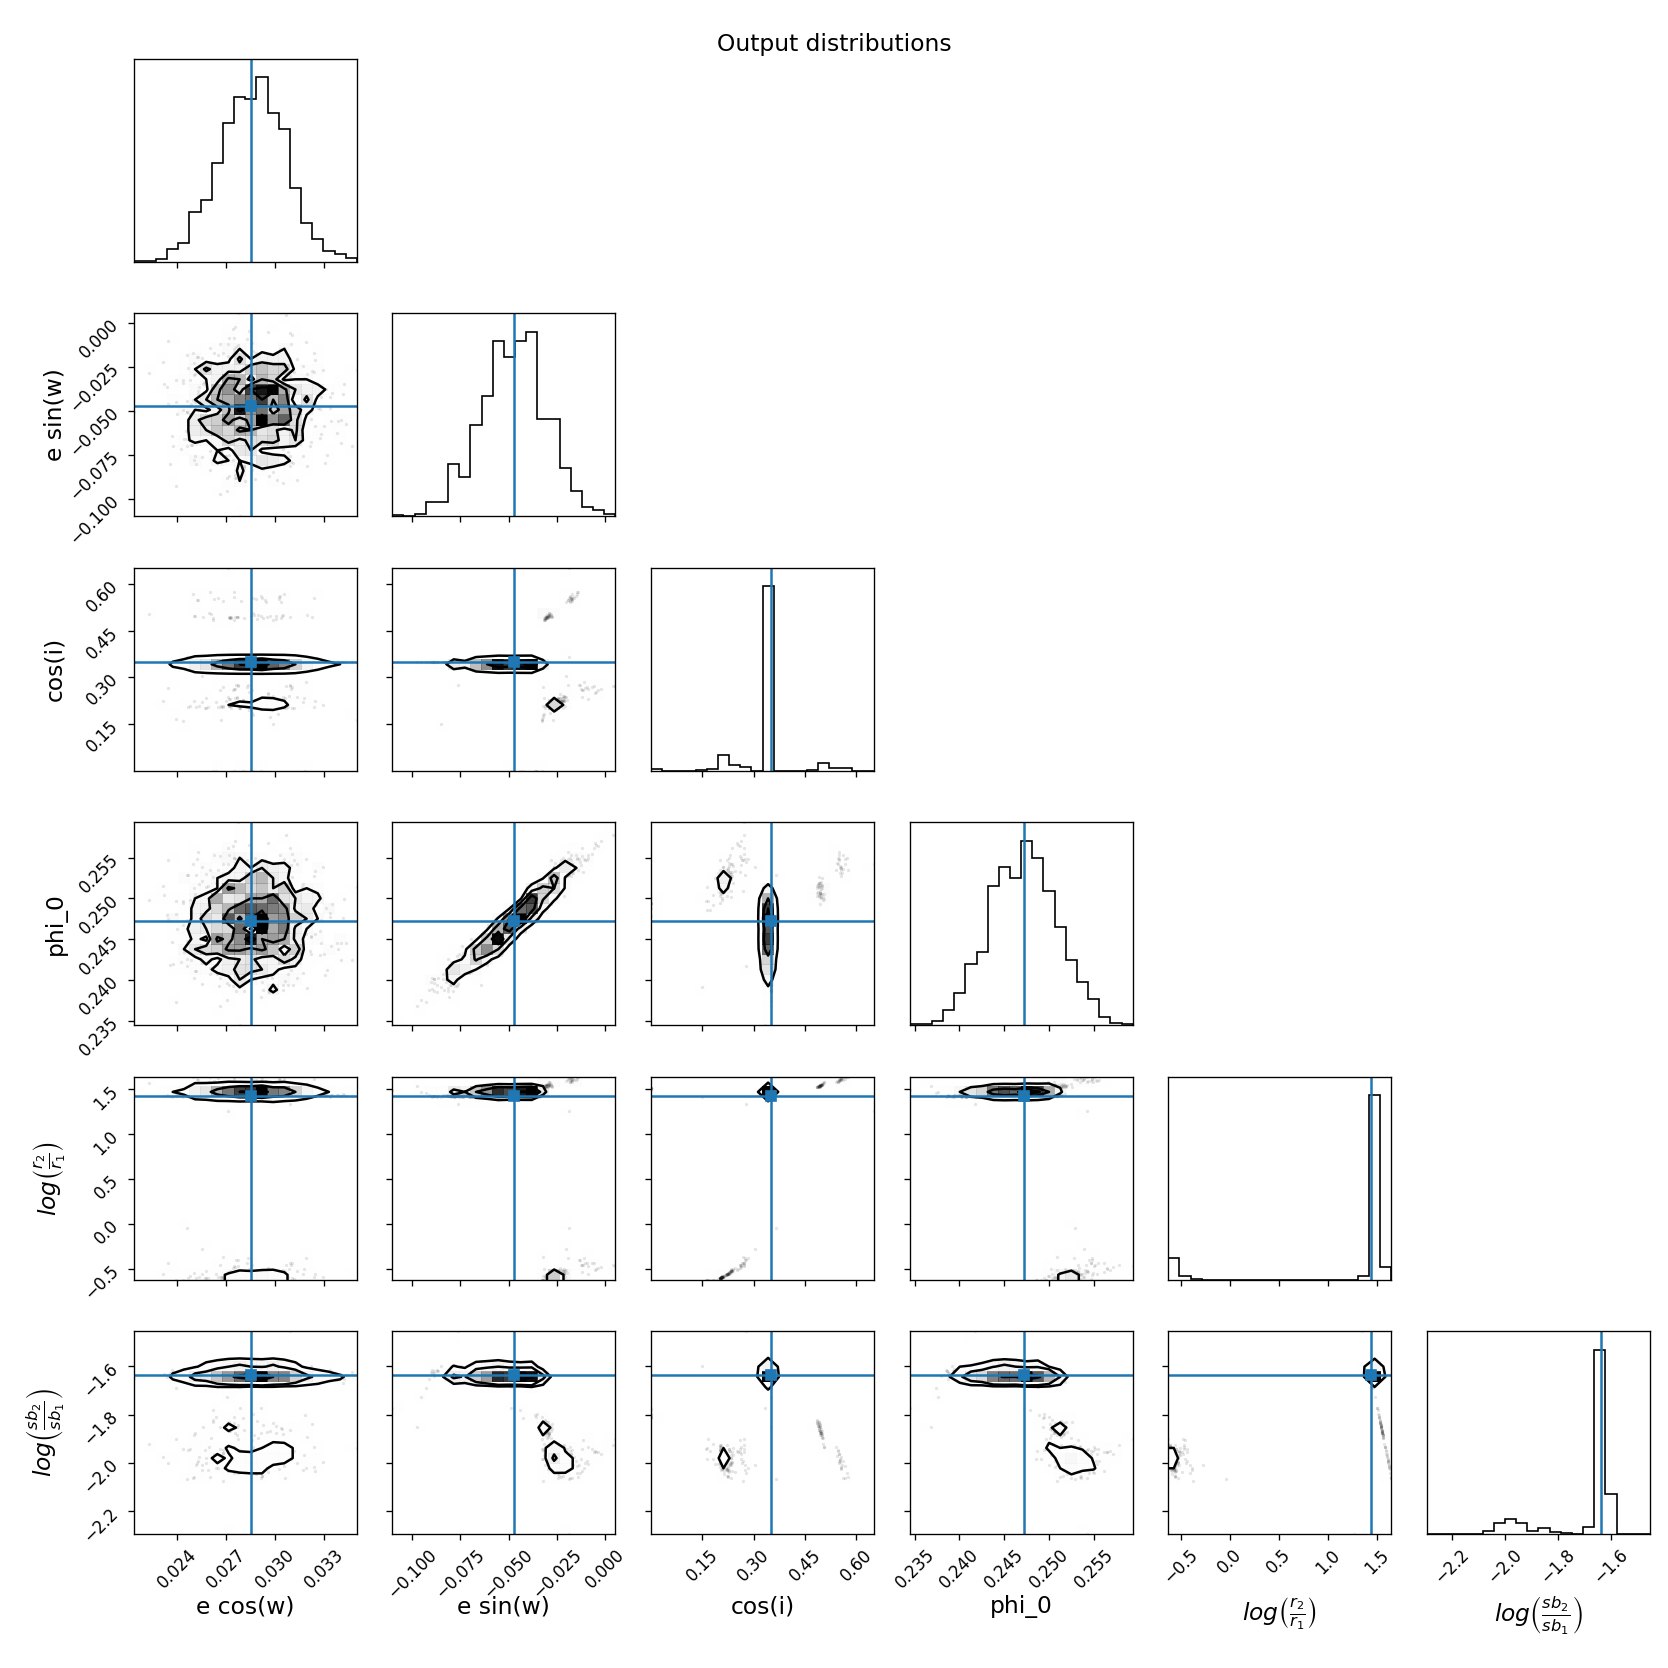 Output distributions
0.000
−0.025
−0.050
−0.075
−0.100
e sin(w)
0.60
0.45
0.30
0.15
cos(i)
0.255
0.250
0.245
0.240
0.235
phi_0
1.5
1.0
0.5
0.0
−0.5
log(r2/r1)
−1.6
−1.8
−2.0
−2.2
log(sb2/sb1)
0.024 0.027 0.030 0.033
−0.100 −0.075 −0.050 −0.025 0.000
0.15 0.30 0.45 0.60
0.235 0.240 0.245 0.250 0.255
−0.5 0.0 0.5 1.0 1.5
−2.2 −2.0 −1.8 −1.6
e cos(w) e sin(w) cos(i) phi_0 log(r2/r1) log(sb2/sb1)